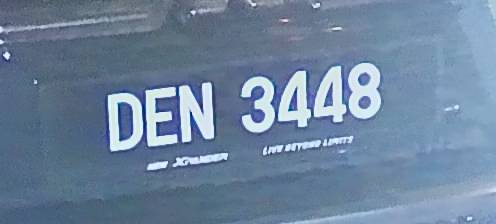 DEN 3448
NEW XPANDER LIVE BEYOND LIMITS